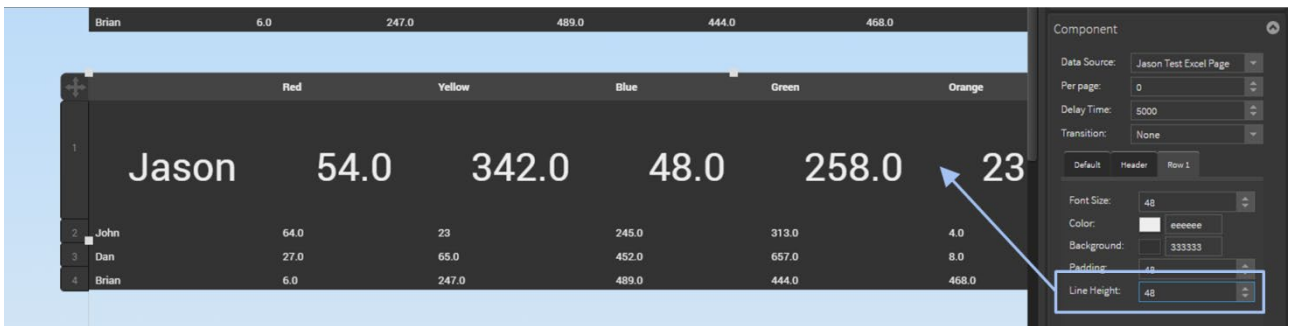 Brian 6.0 247.0 489.0 444.0 468.0
Red Yellow Blue Green Orange
1 Jason 54.0 342.0 48.0 258.0 23
2 John 64.0 23 245.0 313.0 4.0
3 Dan 27.0 65.0 452.0 657.0 8.0
4 Brian 6.0 247.0 489.0 444.0 468.0
Component
Data Source: Jason Test Excel Page
Per page: 0
Delay Time: 5000
Transition: None
Default Header Row 1
Font Size: 48
Color: eeeeee
Background: 333333
Padding: 48
Line Height: 48